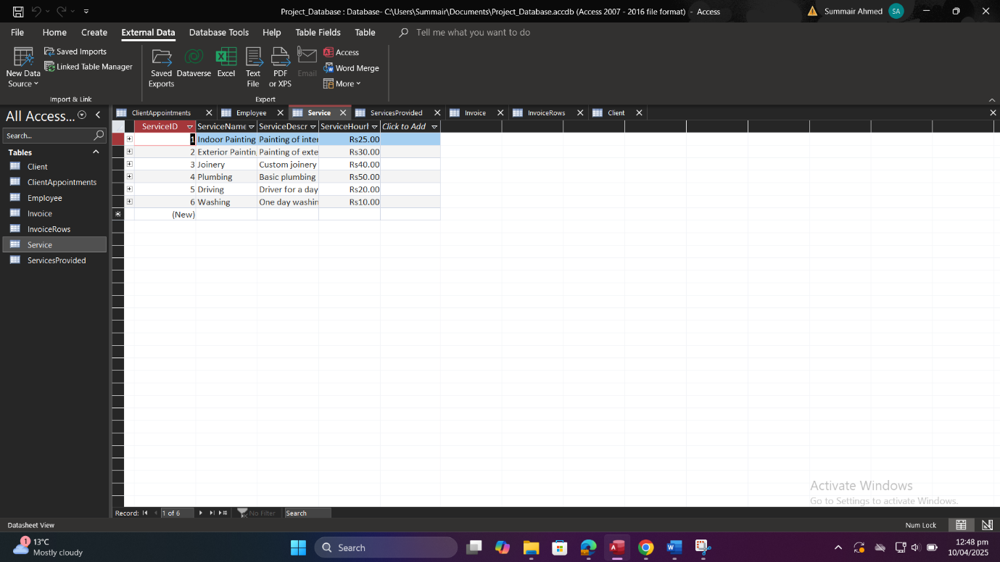 Project_Database : Database- C:\Users\Summair\Documents\Project_Database.accdb (Access 2007 - 2016 file format) - Access
Summair Ahmed
SA
File Home Create External Data Database Tools Help Table Fields Table Tell me what you want to do
New Data Source
Saved Imports
Linked Table Manager
Import & Link
Saved Exports
Dataverse
Excel
Text File
PDF or XPS
Email
Access
Word Merge
More
Export
All Access...
Search...
Tables
Client
ClientAppointments
Employee
Invoice
InvoiceRows
Service
ServicesProvided
ClientAppointments Employee Service ServicesProvided Invoice InvoiceRows Client
ServiceID ServiceName ServiceDescr ServiceHourl Click to Add
1 Indoor Painting Painting of inter Rs25.00
2 Exterior Paintin Painting of exte Rs30.00
3 Joinery Custom joinery Rs40.00
4 Plumbing Basic plumbing Rs50.00
5 Driving Driver for a day Rs20.00
6 Washing One day washin Rs10.00
(New)
Activate Windows
Go to Settings to activate Windows.
Record: 1 of 6 No Filter Search
Datasheet View
Num Lock
1
13°C
Mostly cloudy
Search
12:48 pm
10/04/2025